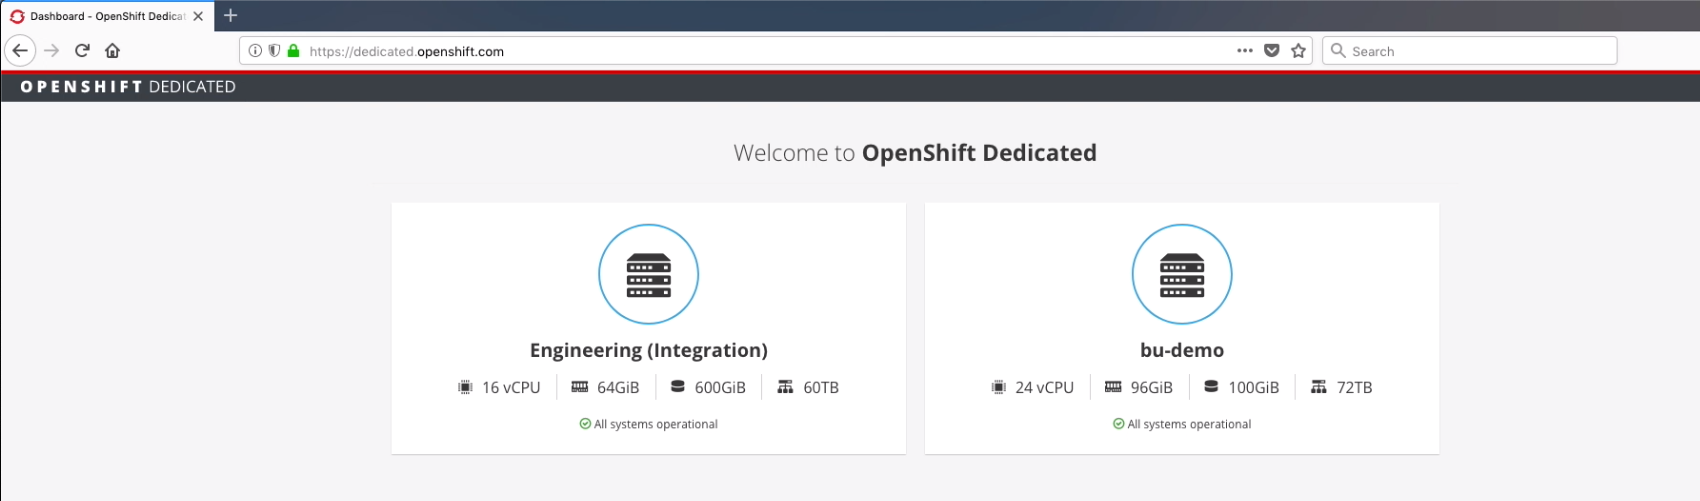 Dashboard - OpenShift Dedicat
https://dedicated.openshift.com
Search
OPENSHIFT DEDICATED
Welcome to OpenShift Dedicated
Engineering (Integration)
16 vCPU 64GiB 600GiB 60TB
All systems operational
bu-demo
24 vCPU 96GiB 100GiB 72TB
All systems operational